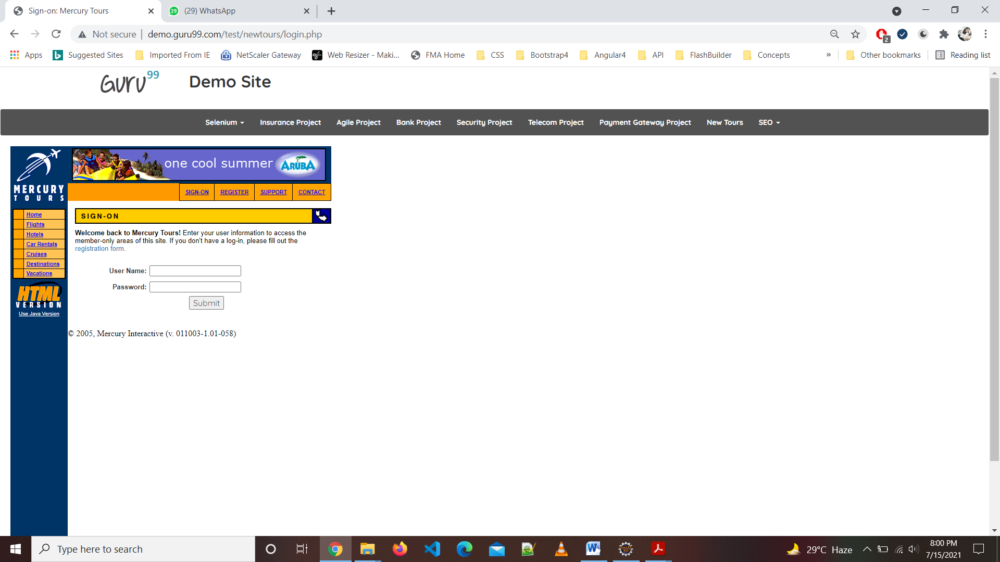 Sign-on: Mercury Tours
29
(29) WhatsApp
Not secure
demo.guru99.com/test/newtours/login.php
2
Apps
Suggested Sites
Imported From IE
NetScaler Gateway
Web Resizer - Maki...
FMA Home
CSS
Bootstrap4
Angular4
API
FlashBuilder
Concepts
»
Other bookmarks
Reading list
Guru99
Demo Site
Selenium
Insurance Project
Agile Project
Bank Project
Security Project
Telecom Project
Payment Gateway Project
New Tours
SEO
MERCURY
TOURS
one cool summer
ARUBA
SIGN-ON
REGISTER
SUPPORT
CONTACT
Home
Flights
Hotels
Car Rentals
Cruises
Destinations
Vacations
HTML
VERSION
Use Java Version
SIGN-ON
Welcome back to Mercury Tours! Enter your user information to access the
member-only areas of this site. If you don't have a log-in, please fill out the
registration form.
User Name:
Password:
Submit
© 2005, Mercury Interactive (v. 011003-1.01-058)
Type here to search
29°C Haze
8:00 PM
7/15/2021